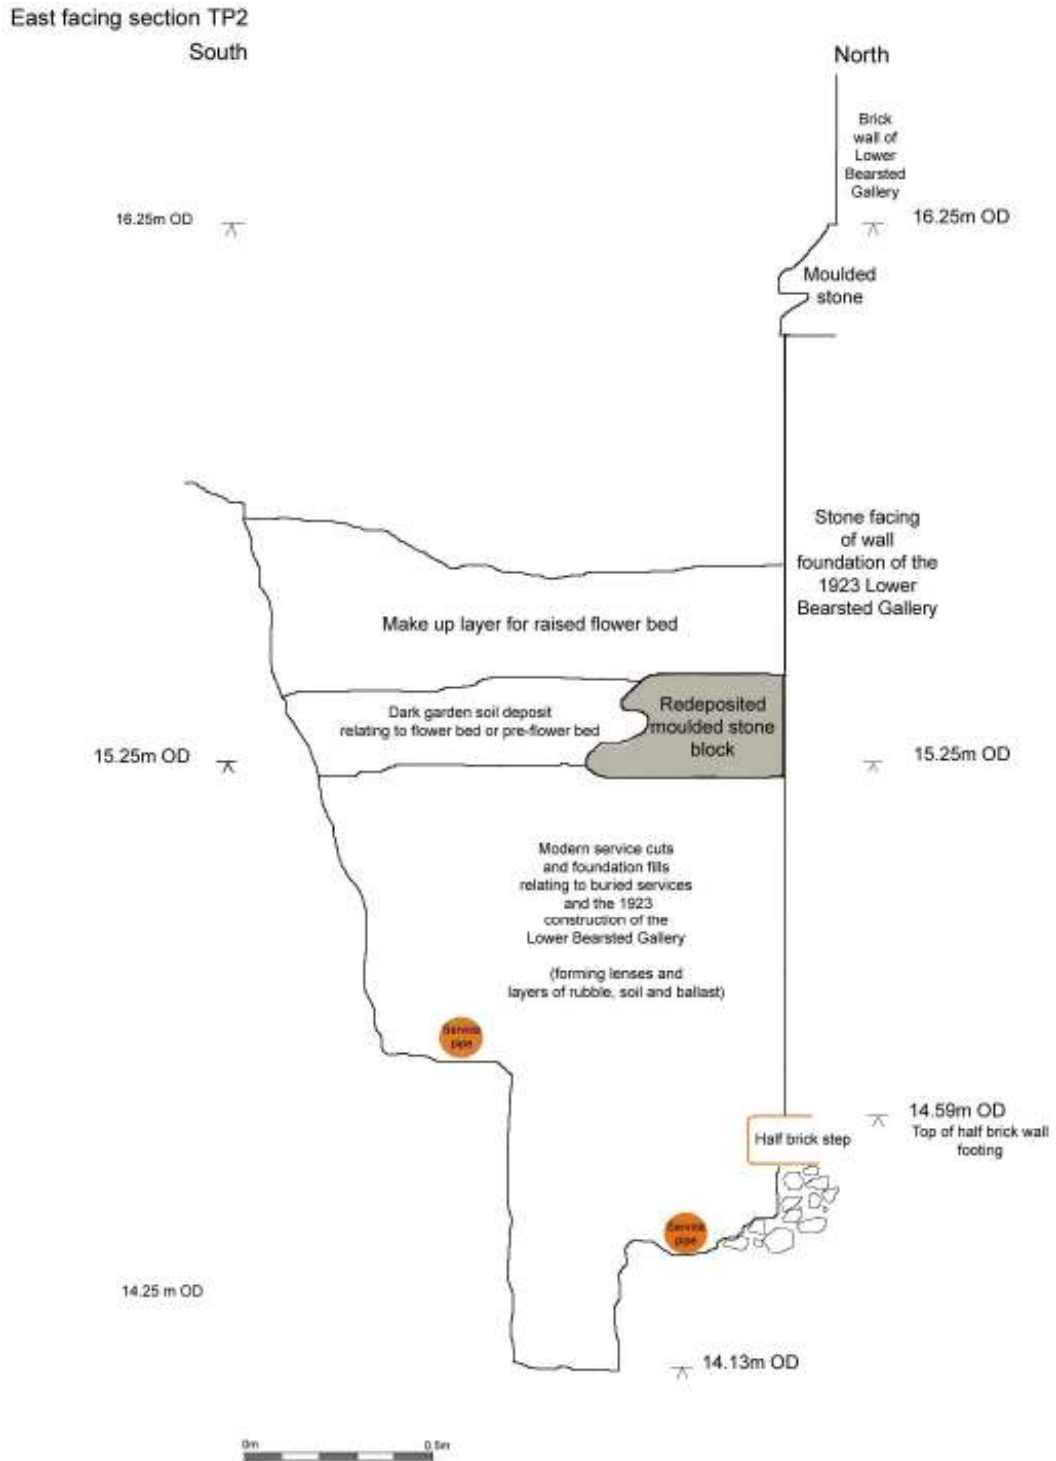 East facing section TP2
South
North
Brick
wall of
Lower
Bearsted
Gallery
16.25m OD
16.25m OD
Moulded
stone
Stone facing
of wall
foundation of the
1923 Lower
Bearsted Gallery
Make up layer for raised flower bed
Dark garden soil deposit
relating to flower bed or pre-flower bed
Redeposited
moulded stone
block
15.25m OD
15.25m OD
Modern service cuts
and foundation fills
relating to buried services
and the 1923
construction of the
Lower Bearsted Gallery
(forming lenses and
layers of rubble, soil and ballast)
Service
pipe
14.59m OD
Top of half brick wall
footing
Half brick step
Service
pipe
14.25 m OD
14.13m OD
0m
0.5m